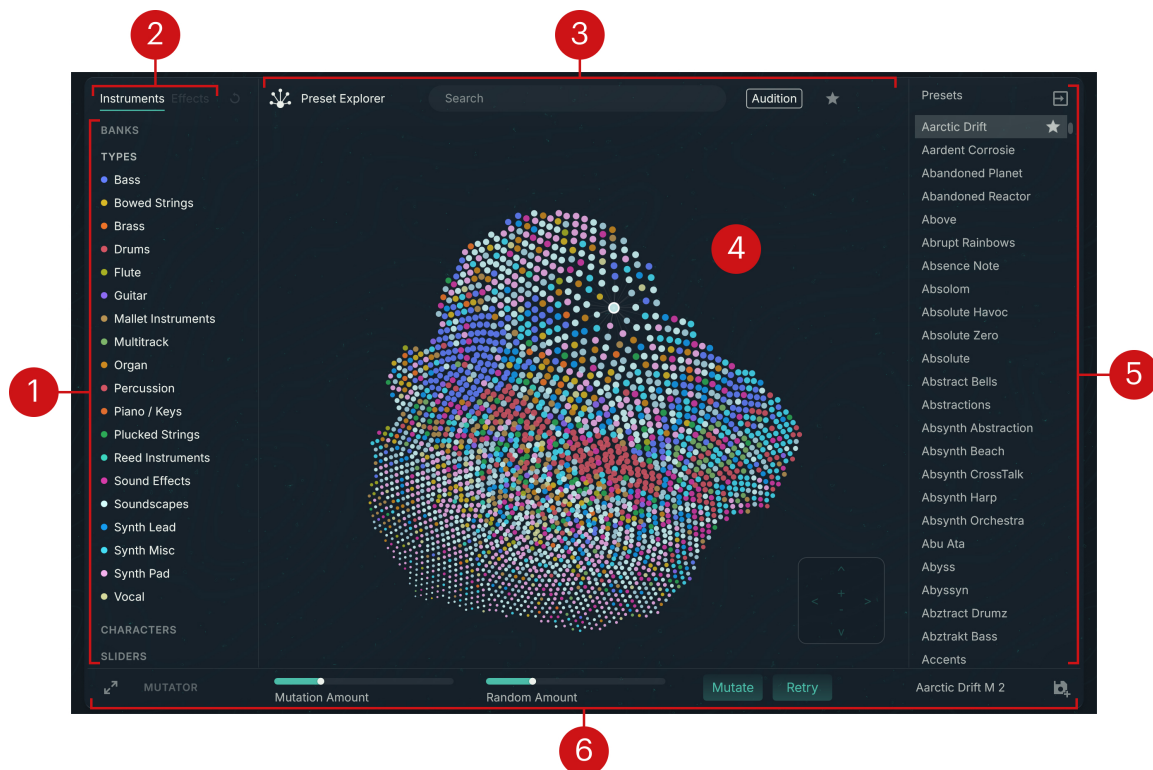 2
3
Instruments Effects
Preset Explorer
Search
Audition
Presets
BANKS
TYPES
Bass
Bowed Strings
Brass
Drums
Flute
Guitar
Mallet Instruments
Multitrack
Organ
Percussion
Piano / Keys
Plucked Strings
Reed Instruments
Sound Effects
Soundscapes
Synth Lead
Synth Misc
Synth Pad
Vocal
CHARACTERS
SLIDERS
1
4
Aarctic Drift
Aardent Corrosie
Abandoned Planet
Abandoned Reactor
Above
Abrupt Rainbows
Absence Note
Absolom
Absolute Havoc
Absolute Zero
Absolute
Abstract Bells
Abstractions
Absynth Abstraction
Absynth Beach
Absynth CrossTalk
Absynth Harp
Absynth Orchestra
Abu Ata
Abyss
Abyssyn
Abztract Drumz
Abztrakt Bass
Accents
5
MUTATOR
Mutation Amount
Random Amount
Mutate
Retry
Aarctic Drift M 2
6